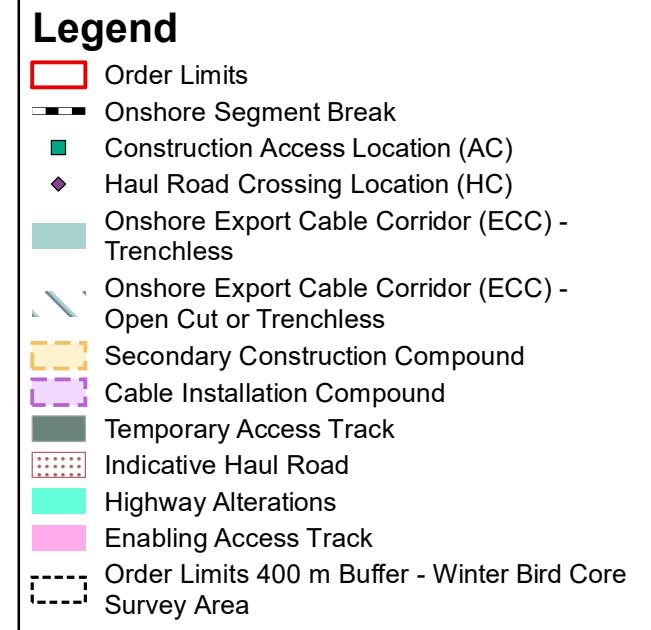 Legend
Order Limits
Onshore Segment Break
Construction Access Location (AC)
Haul Road Crossing Location (HC)
Onshore Export Cable Corridor (ECC) -
Trenchless
Onshore Export Cable Corridor (ECC) -
Open Cut or Trenchless
Secondary Construction Compound
Cable Installation Compound
Temporary Access Track
Indicative Haul Road
Highway Alterations
Enabling Access Track
Order Limits 400 m Buffer - Winter Bird Core
Survey Area